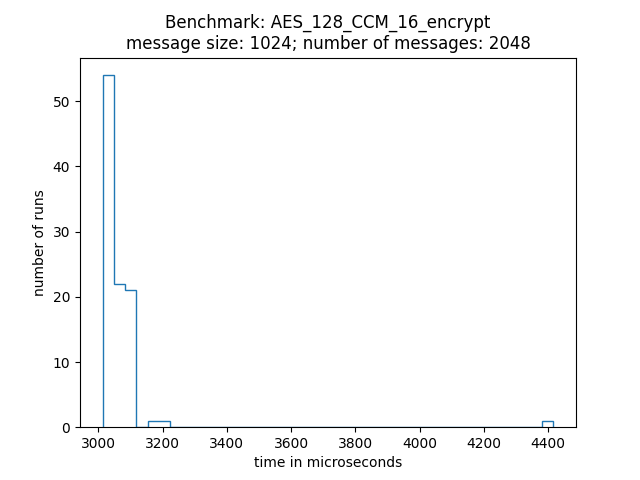 Benchmark: AES_128_CCM_16_encrypt
message size: 1024; number of messages: 2048
50
40
30
20
10
0
number of runs
3000 3200 3400 3600 3800 4000 4200 4400
time in microseconds